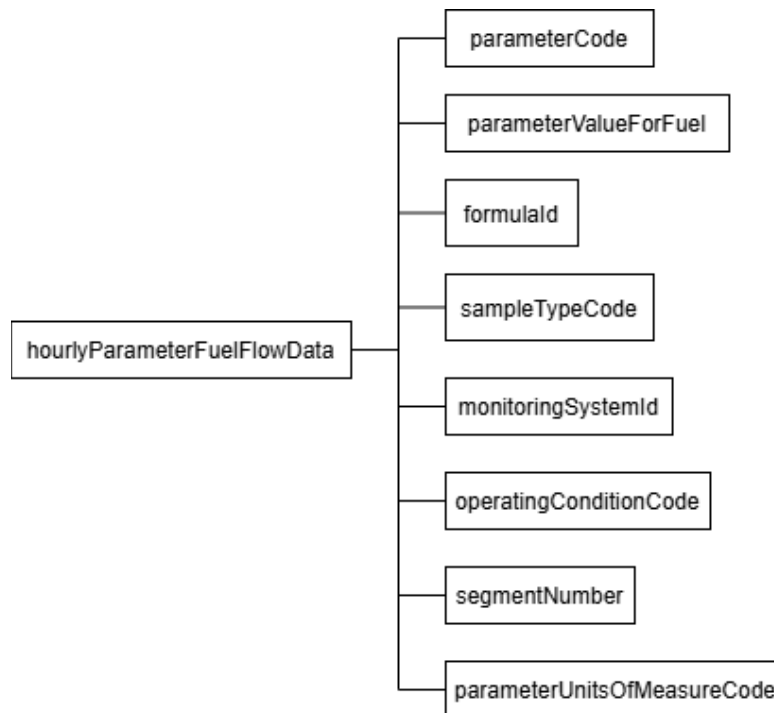 parameterCode
parameterValueForFuel
formulaId
sampleTypeCode
hourlyParameterFuelFlowData
monitoringSystemId
operatingConditionCode
segmentNumber
parameterUnitsOfMeasureCode